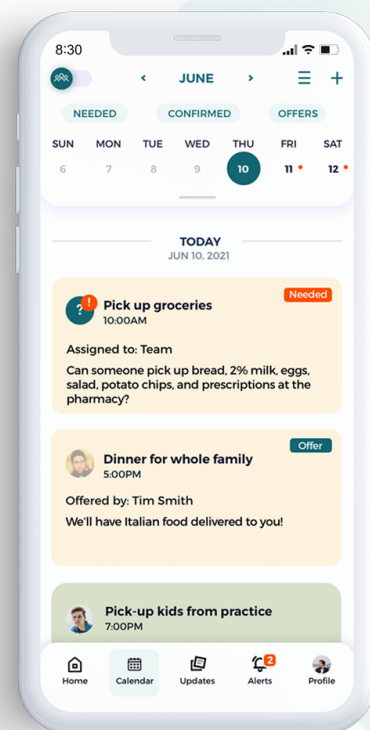 8:30
‹ JUNE ›
NEEDED CONFIRMED OFFERS
SUN MON TUE WED THU FRI SAT
6 7 8 9 10 11 12
TODAY
JUN 10, 2021
Needed
? !
Pick up groceries
10:00AM
Assigned to: Team
Can someone pick up bread, 2% milk, eggs,
salad, potato chips, and prescriptions at the
pharmacy?
Offer
Dinner for whole family
5:00PM
Offered by: Tim Smith
We'll have Italian food delivered to you!
Pick-up kids from practice
7:00PM
2
Home Calendar Updates Alerts Profile